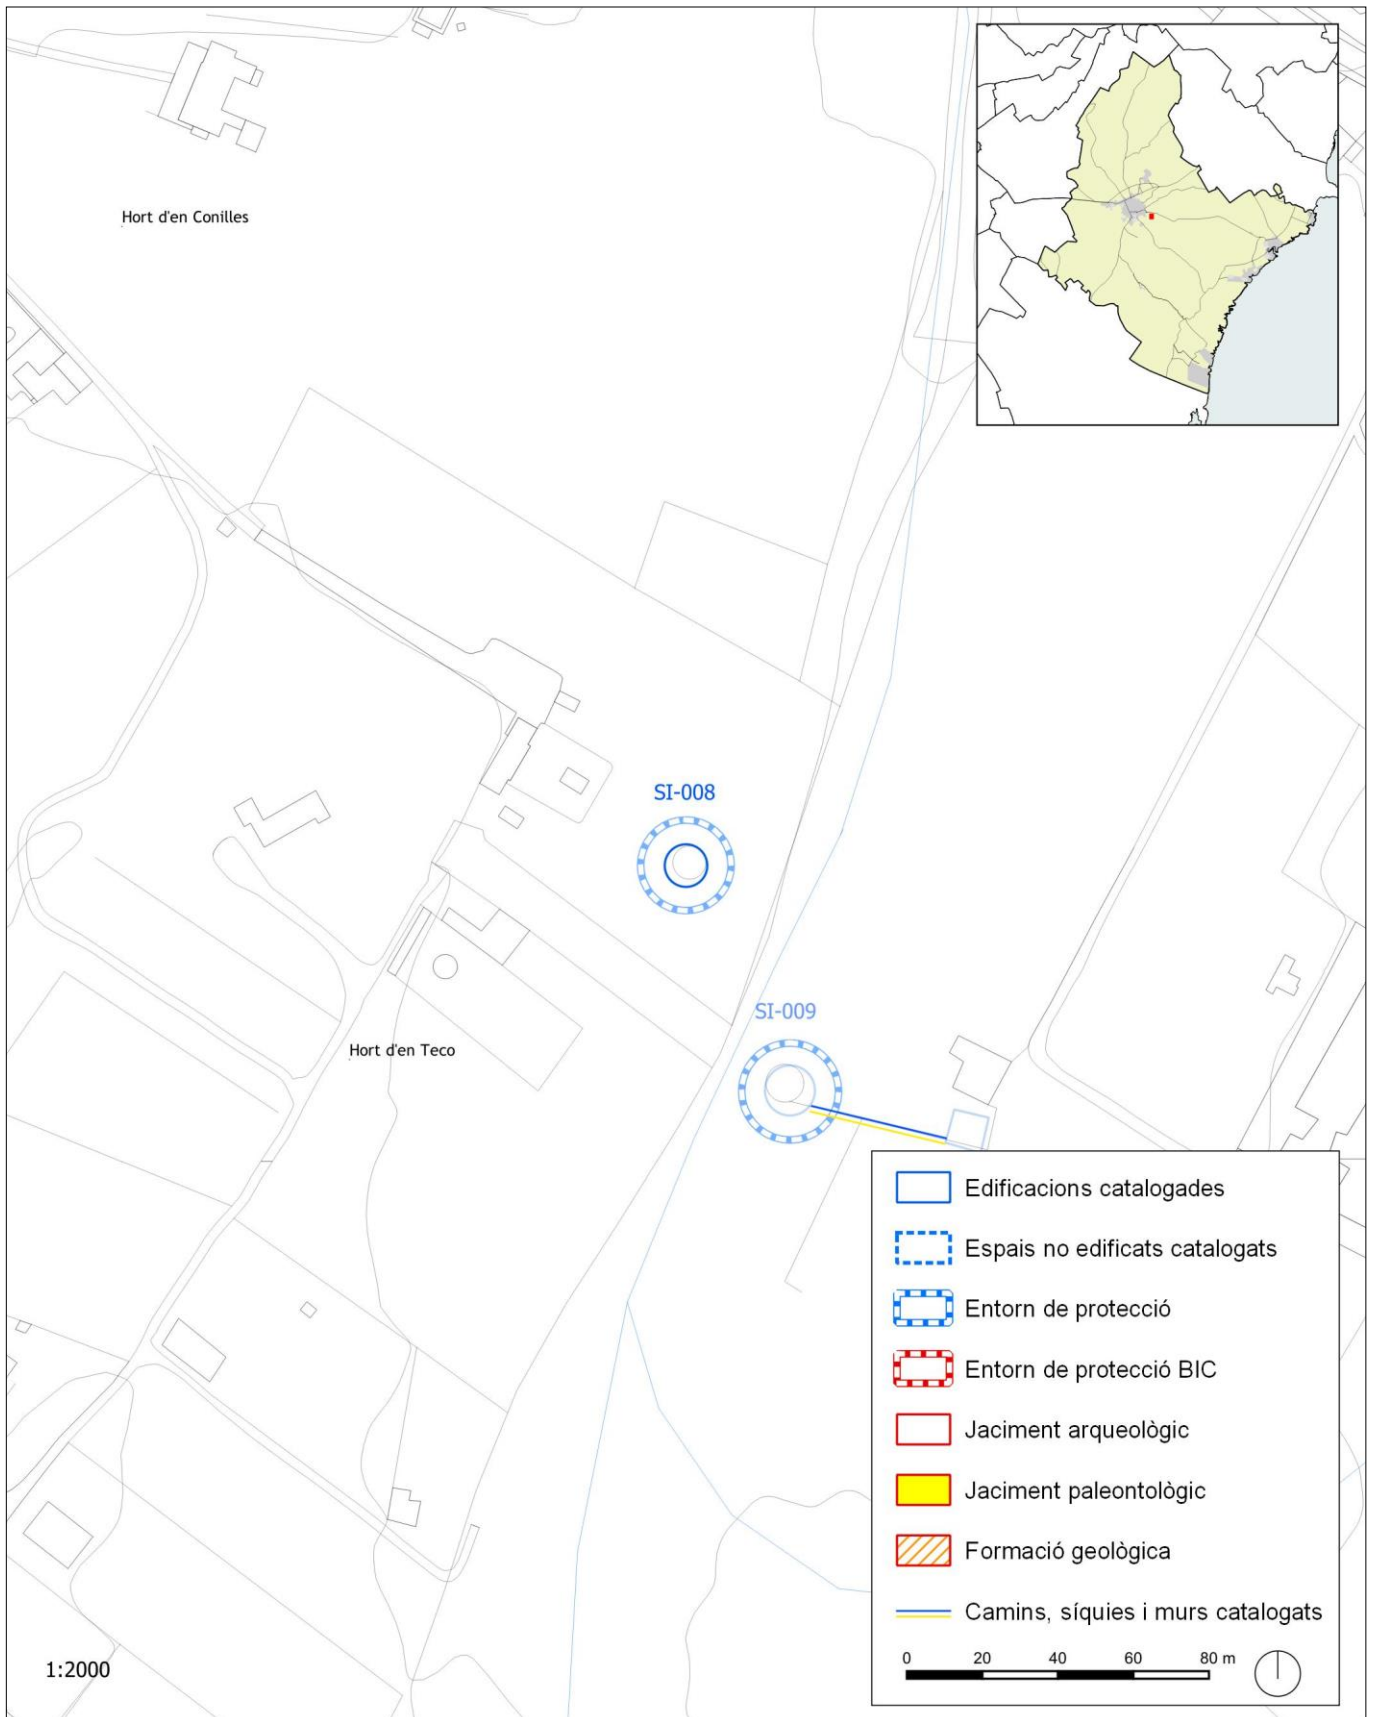 Hort d'en Conilles
SI-008
SI-009
Hort d'en Teco
Edificacions catalogades
Espais no edificats catalogats
Entorn de protecció
Entorn de protecció BIC
Jaciment arqueològic
Jaciment paleontològic
Formació geològica
Camins, síquies i murs catalogats
0 20 40 60 80 m
1:2000